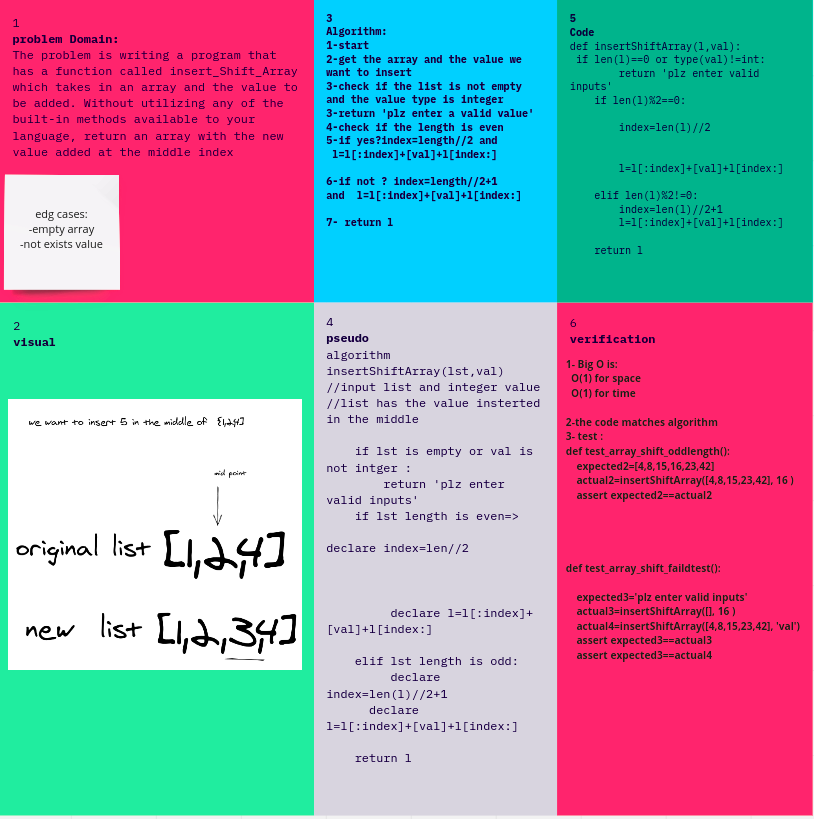 1
problem Domain:
The problem is writing a program that
has a function called insert_Shift_Array
which takes in an array and the value to
be added. Without utilizing any of the
built-in methods available to your
language, return an array with the new
value added at the middle index
edg cases:
-empty array
-not exists value
2
visual
we want to insert 5 in the middle of [1,2,4]
mid point
original list [1,2,4]
new list [1,2,3,4]
3
Algorithm:
1-start
2-get the array and the value we
want to insert
3-check if the list is not empty
and the value type is integer
3-return 'plz enter a valid value'
4-check if the length is even
5-if yes?index=length//2 and
l=l[:index]+[val]+l[index:]
6-if not ? index=length//2+1
and l=l[:index]+[val]+l[index:]
7- return l
4
pseudo
algorithm
insertShiftArray(lst,val)
//input list and integer value
//list has the value insterted
in the middle
if lst is empty or val is
not intger :
return 'plz enter
valid inputs'
if lst length is even=>
declare index=len//2
declare l=l[:index]+
[val]+l[index:]
elif lst length is odd:
declare
index=len(l)//2+1
declare
l=l[:index]+[val]+l[index:]
return l
5
Code
def insertShiftArray(l,val):
if len(l)==0 or type(val)!=int:
return 'plz enter valid
inputs'
if len(l)%2==0:
index=len(l)//2
l=l[:index]+[val]+l[index:]
elif len(l)%2!=0:
index=len(l)//2+1
l=l[:index]+[val]+l[index:]
return l
6
verification
1- Big O is:
O(1) for space
O(1) for time
2-the code matches algorithm
3- test :
def test_array_shift_oddlength():
expected2=[4,8,15,16,23,42]
actual2=insertShiftArray([4,8,15,23,42], 16 )
assert expected2==actual2
def test_array_shift_faildtest():
expected3='plz enter valid inputs'
actual3=insertShiftArray([], 16 )
actual4=insertShiftArray([4,8,15,23,42], 'val')
assert expected3==actual3
assert expected3==actual4